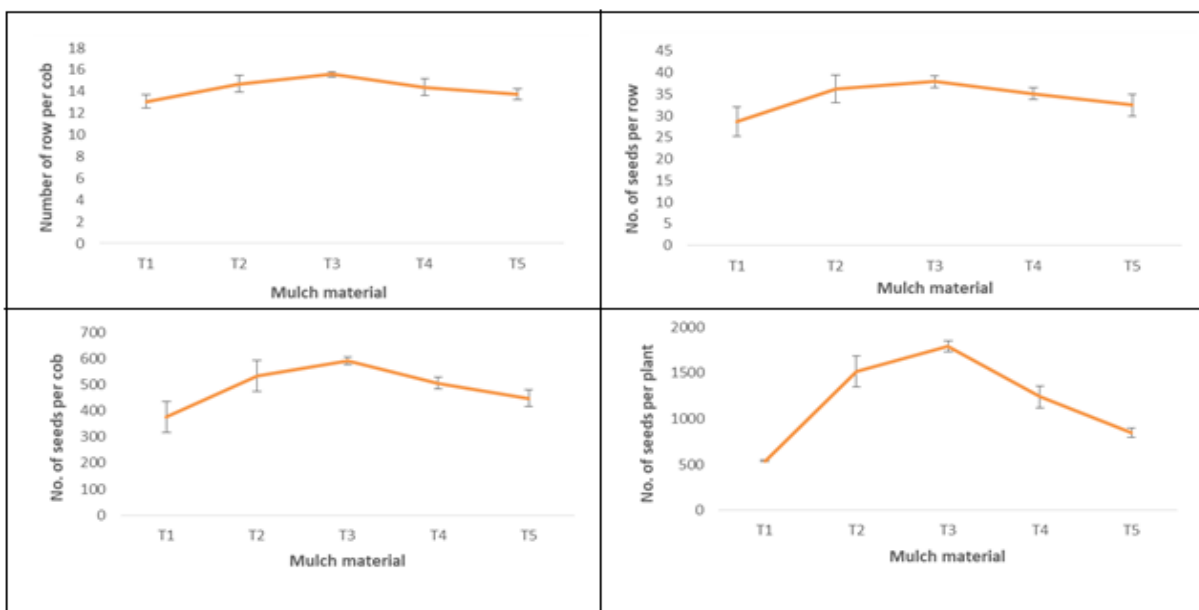 Number of row per cob
18
16
14
12
10
8
6
4
2
0
T1 T2 T3 T4 T5
Mulch material
No. of seeds per row
45
40
35
30
25
20
15
10
5
0
T1 T2 T3 T4 T5
Mulch material
No. of seeds per cob
700
600
500
400
300
200
100
0
T1 T2 T3 T4 T5
Mulch material
No. of seeds per plant
2000
1500
1000
500
0
T1 T2 T3 T4 T5
Mulch material